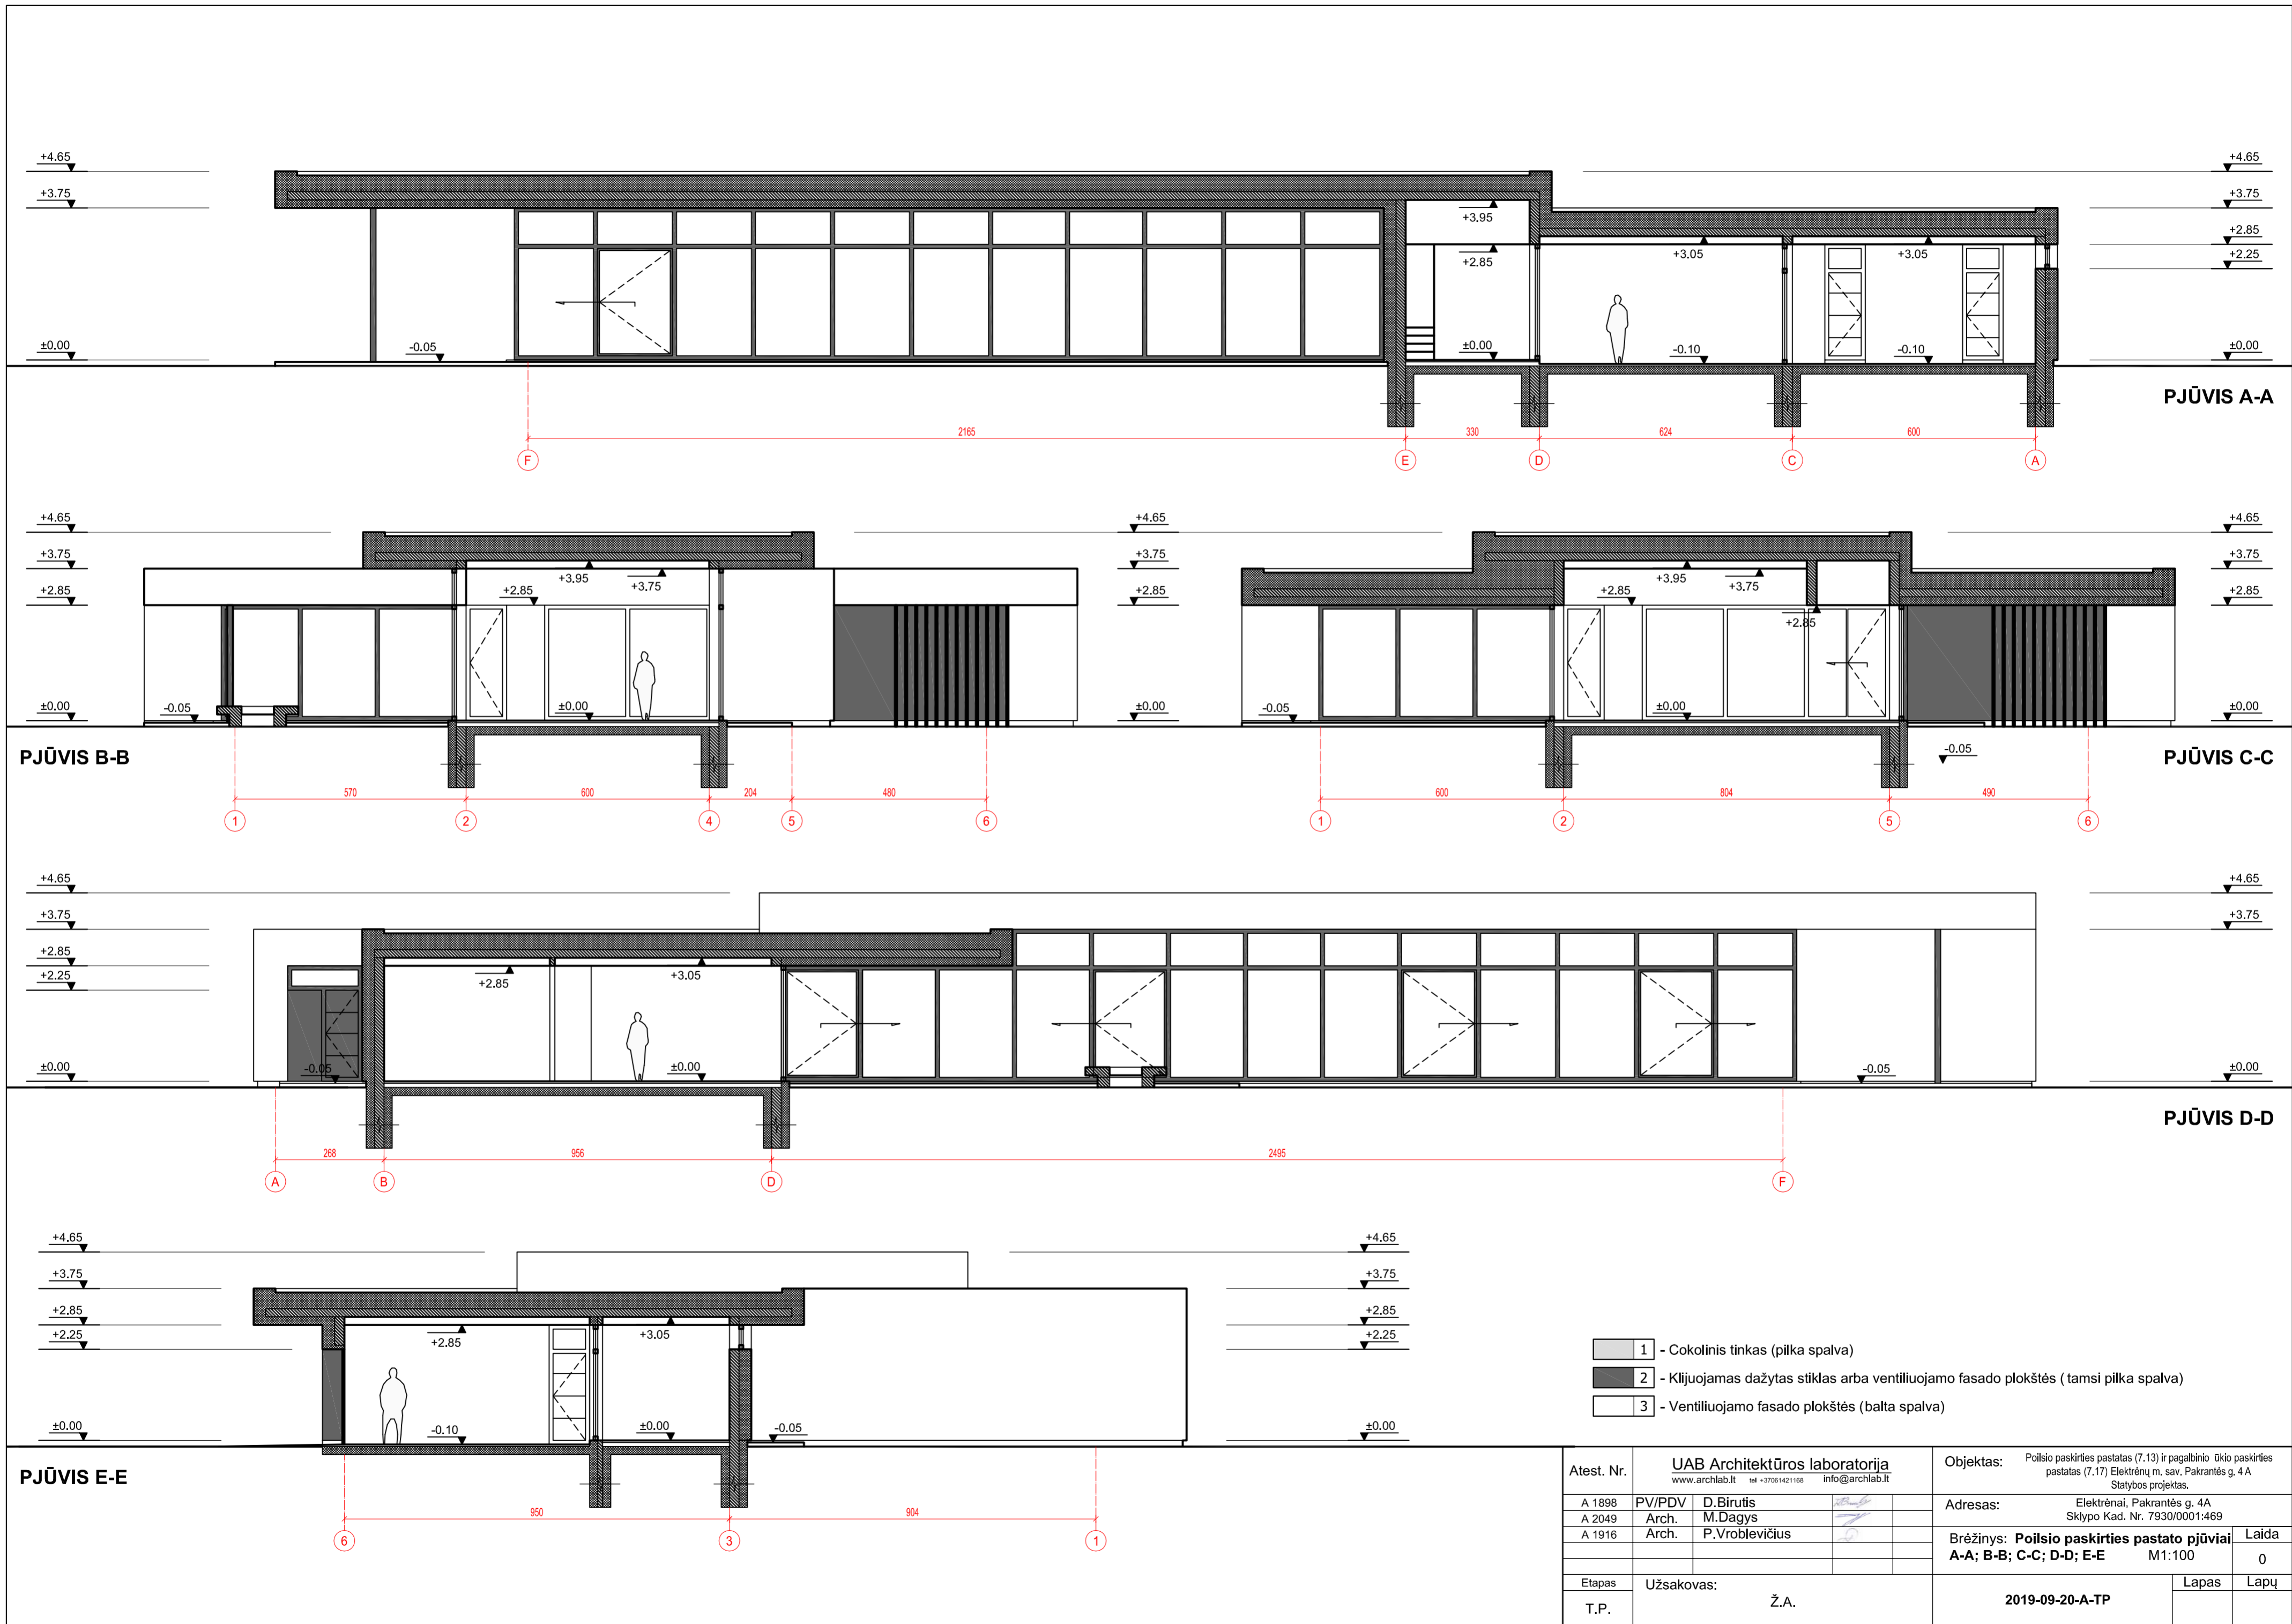 +4.65
+3.75
±0.00
-0.05
+3.95
+2.85
±0.00
+3.05
-0.10
+3.05
-0.10
+4.65
+3.75
+2.85
+2.25
±0.00
PJŪVIS A-A
2165
330
624
600
F
E
D
C
A
+4.65
+3.75
+2.85
±0.00
-0.05
+2.85
+3.95
+3.75
±0.00
+4.65
+3.75
+2.85
±0.00
PJŪVIS B-B
570
600
204
480
1
2
4
5
6
-0.05
+2.85
+3.95
+3.75
+2.85
±0.00
-0.05
+4.65
+3.75
+2.85
±0.00
PJŪVIS C-C
600
804
490
1
2
5
6
+4.65
+3.75
+2.85
+2.25
±0.00
-0.05
+2.85
+3.05
±0.00
-0.05
+4.65
+3.75
±0.00
PJŪVIS D-D
268
956
2495
A
B
D
F
+4.65
+3.75
+2.85
+2.25
±0.00
+2.85
+3.05
-0.10
±0.00
-0.05
+4.65
+3.75
+2.85
+2.25
±0.00
PJŪVIS E-E
950
904
6
3
1
1 - Cokolinis tinkas (pilka spalva)
2 - Klijuojamas dažytas stiklas arba ventiliuojamo fasado plokštės (tamsi pilka spalva)
3 - Ventiliuojamo fasado plokštės (balta spalva)
Atest. Nr.
UAB Architektūros laboratorija
www.archlab.lt tel +37061421168 info@archlab.lt
A 1898 PV/PDV D.Birutis
A 2049 Arch. M.Dagys
A 1916 Arch. P.Vroblevičius
Etapas
T.P.
Užsakovas:
Ž.A.
Objektas: Poilsio paskirties pastatas (7.13) ir pagalbinio ūkio paskirties
pastatas (7.17) Elektrėnų m. sav. Pakrantės g. 4 A
Statybos projektas.
Adresas: Elektrėnai, Pakrantės g. 4A
Sklypo Kad. Nr. 7930/0001:469
Brėžinys: Poilsio paskirties pastato pjūviai
A-A; B-B; C-C; D-D; E-E M1:100
Laida
0
2019-09-20-A-TP
Lapas
Lapų